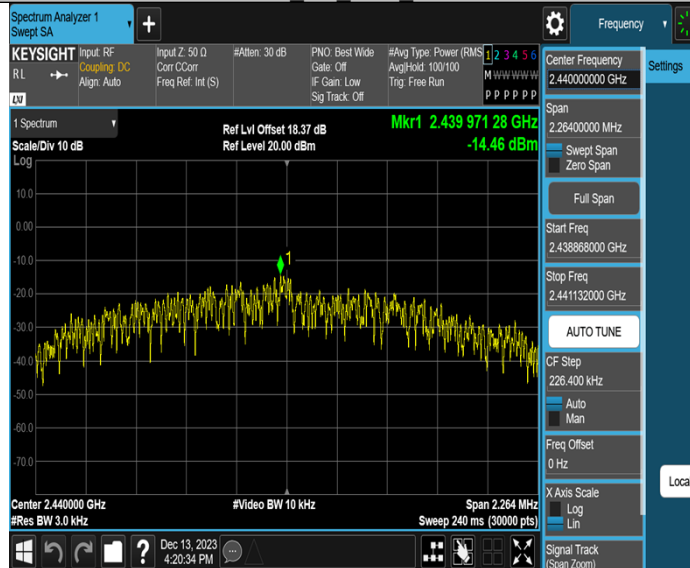 Spectrum Analyzer 1
Swept SA
Frequency
KEYSIGHT
Input: RF
Input Z: 50 Ω
#Atten: 30 dB
PNO: Best Wide
#Avg Type: Power (RMS
1 2 3 4 5 6
RL
Coupling: DC
Corr CCorr
Gate: Off
Avg|Hold: 100/100
M W W W W W
Align: Auto
Freq Ref: Int (S)
IF Gain: Low
Trig: Free Run
Sig Track: Off
P P P P P P
LXI
1 Spectrum
Scale/Div 10 dB
Ref Lvl Offset 18.37 dB
Ref Level 20.00 dBm
Mkr1 2.439 971 28 GHz
-14.46 dBm
Log
10.0
0.00
-10.0
-20.0
-30.0
-40.0
-50.0
-60.0
-70.0
1
Center 2.440000 GHz
#Video BW 10 kHz
Span 2.264 MHz
#Res BW 3.0 kHz
Sweep 240 ms (30000 pts)
Dec 13, 2023
4:20:34 PM
Center Frequency
2.440000000 GHz
Span
2.26400000 MHz
Swept Span
Zero Span
Full Span
Start Freq
2.438868000 GHz
Stop Freq
2.441132000 GHz
AUTO TUNE
CF Step
226.400 kHz
Auto
Man
Freq Offset
0 Hz
X Axis Scale
Log
Lin
Signal Track
(Span Zoom)
Settings
Loca